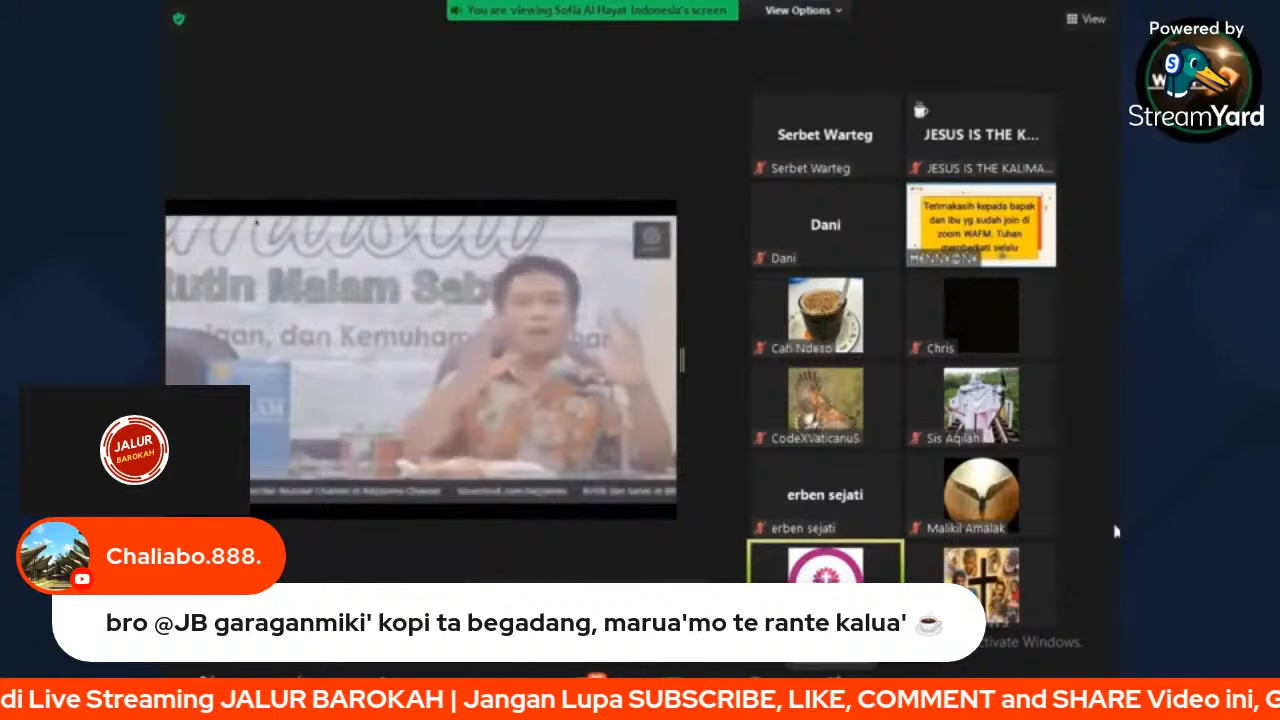 You are viewing Sofia Al Hayat Indonesia's screen
View Options
View
Powered by
StreamYard
Serbet Warteg
Serbet Warteg
JESUS IS THE K...
JESUS IS THE KALIMA...
Dani
Dani
Terimakasih kepada bapak
dan ibu yg sudah join di
zoom WAFM. Tuhan
memberkati selalu
Rutin Malam Sab
dan Kemuham
Cah Ndeso
Chris
CodeXVaticanuS
Sis Aqilah
erben sejati
erben sejati
Malikil Amalak
JALUR
BAROKAH
Chaliabo.888.
bro @JB garaganmiki' kopi ta begadang, marua'mo te rante kalua' ☕
ctivate Windows.
di Live Streaming JALUR BAROKAH | Jangan Lupa SUBSCRIBE, LIKE, COMMENT and SHARE Video ini, G